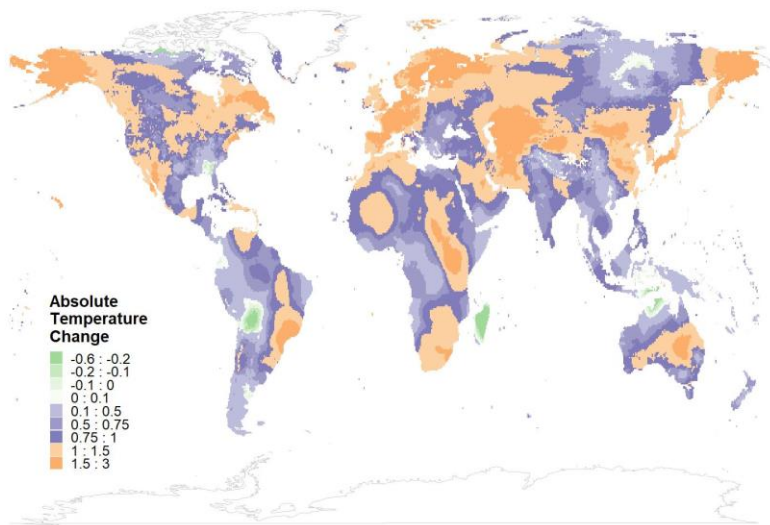 Absolute
Temperature
Change
-0.6 : -0.2
-0.2 : -0.1
-0.1 : 0
0 : 0.1
0.1 : 0.5
0.5 : 0.75
0.75 : 1
1 : 1.5
1.5 : 3